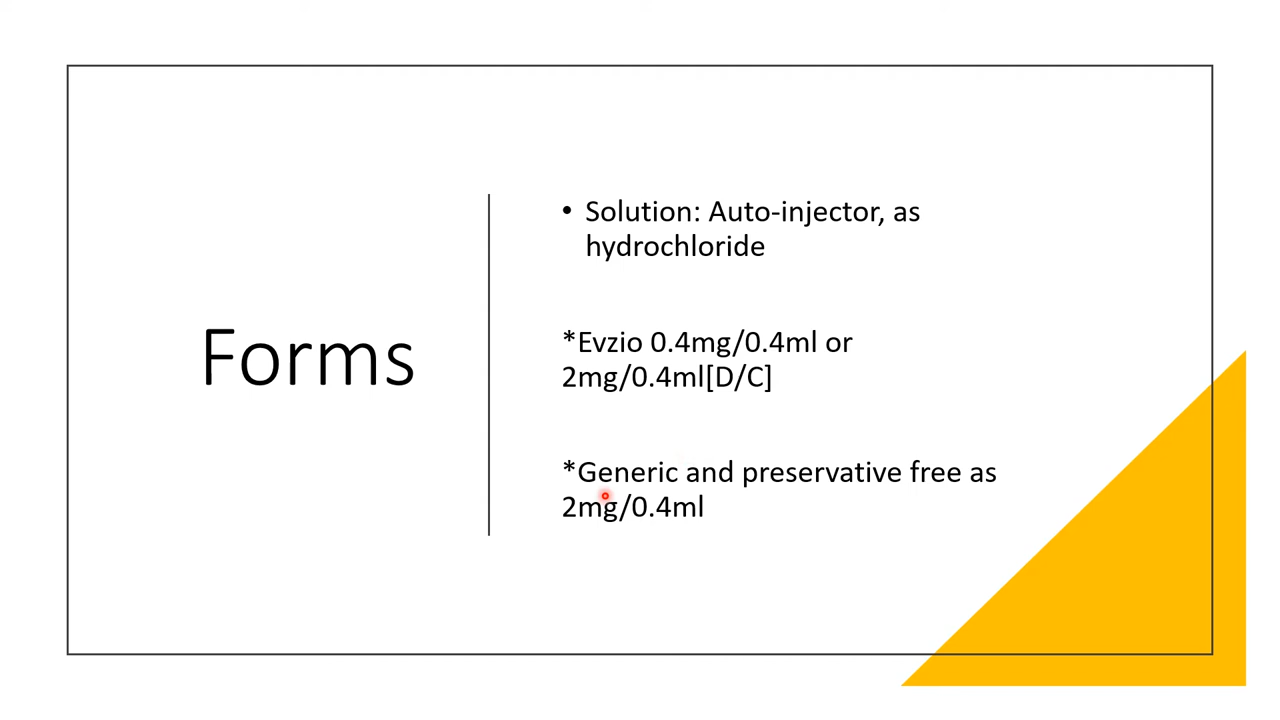 Forms
• Solution: Auto-injector, as
hydrochloride
*Evzio 0.4mg/0.4ml or
2mg/0.4ml[D/C]
*Generic and preservative free as
2mg/0.4ml